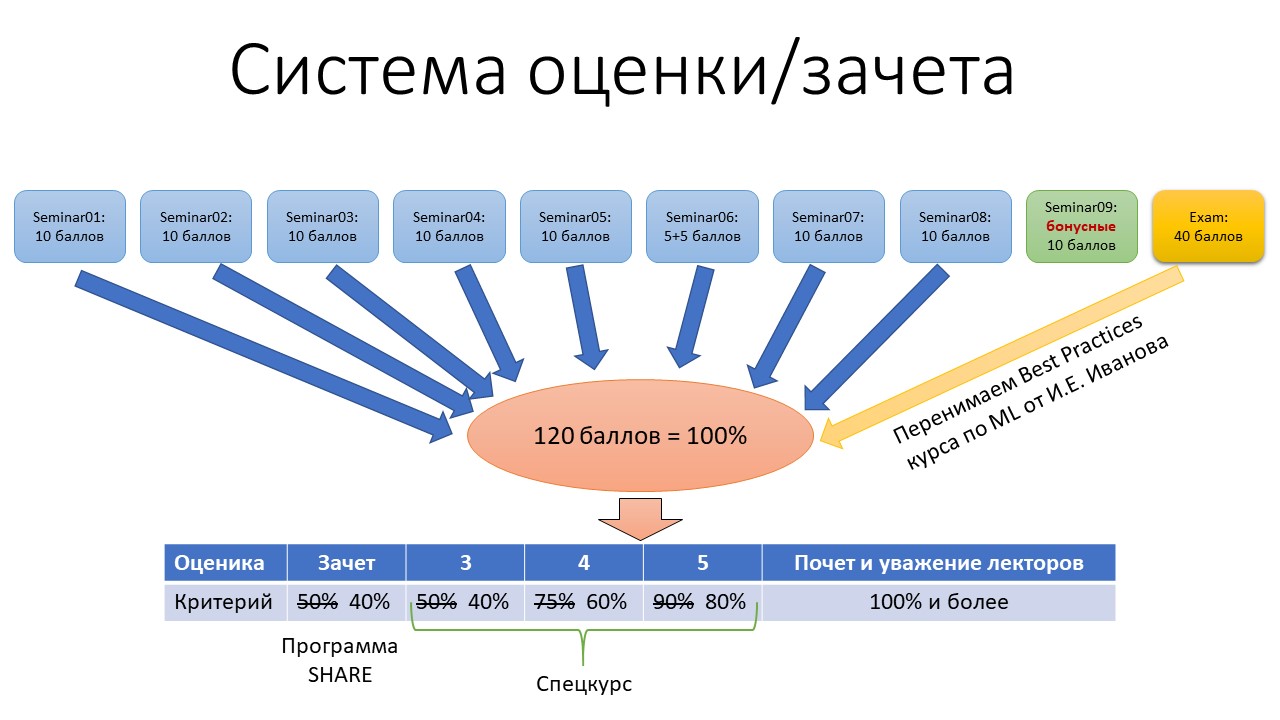 Система оценки/зачета
Seminar01:
10 баллов
Seminar02:
10 баллов
Seminar03:
10 баллов
Seminar04:
10 баллов
Seminar05:
10 баллов
Seminar06:
5+5 баллов
Seminar07:
10 баллов
Seminar08:
10 баллов
Seminar09:
бонусные
10 баллов
Exam:
40 баллов
Перенимаем Best Practices
курса по ML от И.Е. Иванова
120 баллов = 100%
Оценика Зачет 3 4 5 Почет и уважение лекторов
Критерий 50% 40% 50% 40% 75% 60% 90% 80% 100% и более
Программа
SHARE
Спецкурс